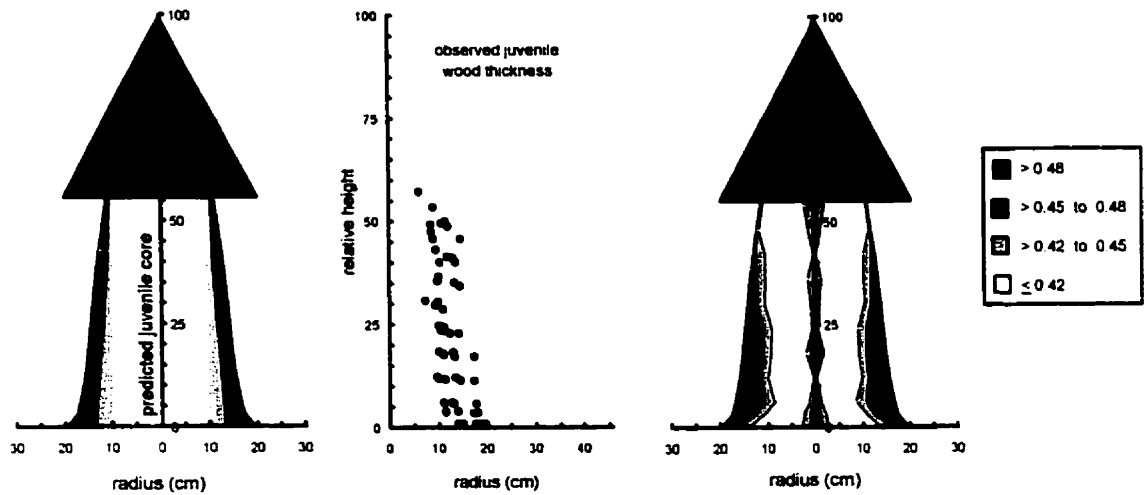 100
50
25
0
predicted juvenile core
30 20 10 0 10 20 30
radius (cm)
observed juvenile
wood thickness
relative height
100
75
50
25
0
0 10 20 30 40
radius (cm)
100
50
25
0
30 20 10 0 10 20 30
radius (cm)
> 0.48
> 0.45 to 0.48
> 0.42 to 0.45
≤ 0.42